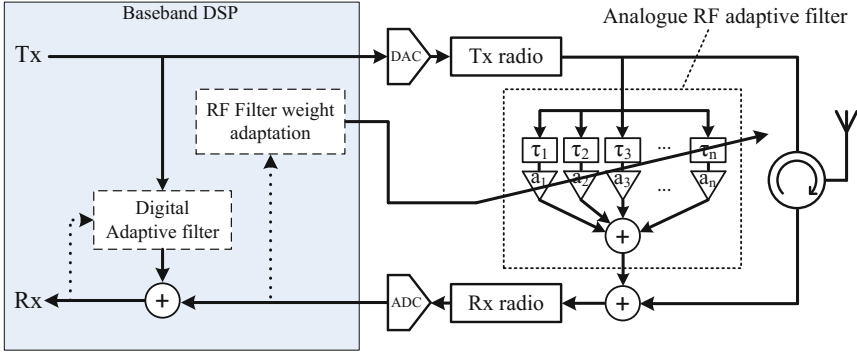 Baseband DSP
Analogue RF adaptive filter
Tx
DAC
Tx radio
RF Filter weight
adaptation
τ1 τ2 τ3 ... τn
a1 a2 a3 ... an
Digital
Adaptive filter
+
Rx
+
ADC
Rx radio
+